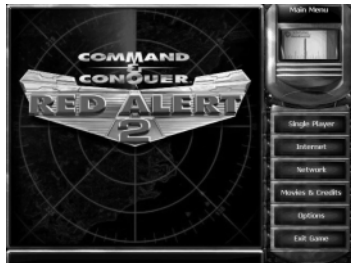 Main Menu
COMMAND
&
CONQUER
RED ALERT
2
Single Player
Internet
Network
Movies & Credits
Options
Exit Game